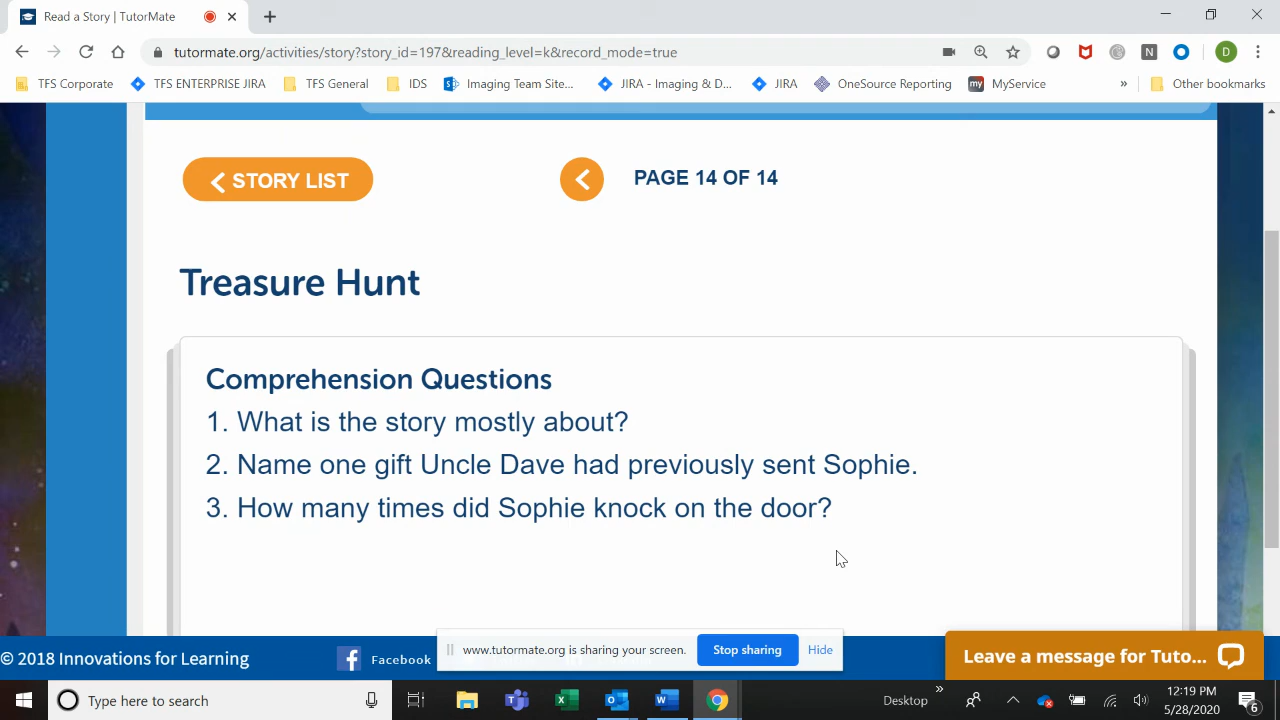 Read a Story | TutorMate
tutormate.org/activities/story?story_id=197&reading_level=k&record_mode=true
N
D
TFS Corporate
TFS ENTERPRISE JIRA
TFS General
IDS
Imaging Team Site...
JIRA - Imaging & D...
JIRA
OneSource Reporting
my
MyService
»
Other bookmarks
STORY LIST
PAGE 14 OF 14
Treasure Hunt
Comprehension Questions
1. What is the story mostly about?
2. Name one gift Uncle Dave had previously sent Sophie.
3. How many times did Sophie knock on the door?
© 2018 Innovations for Learning
Facebook
www.tutormate.org is sharing your screen.
Stop sharing
Hide
Leave a message for Tuto...
Type here to search
Desktop
»
12:19 PM
5/28/2020
6